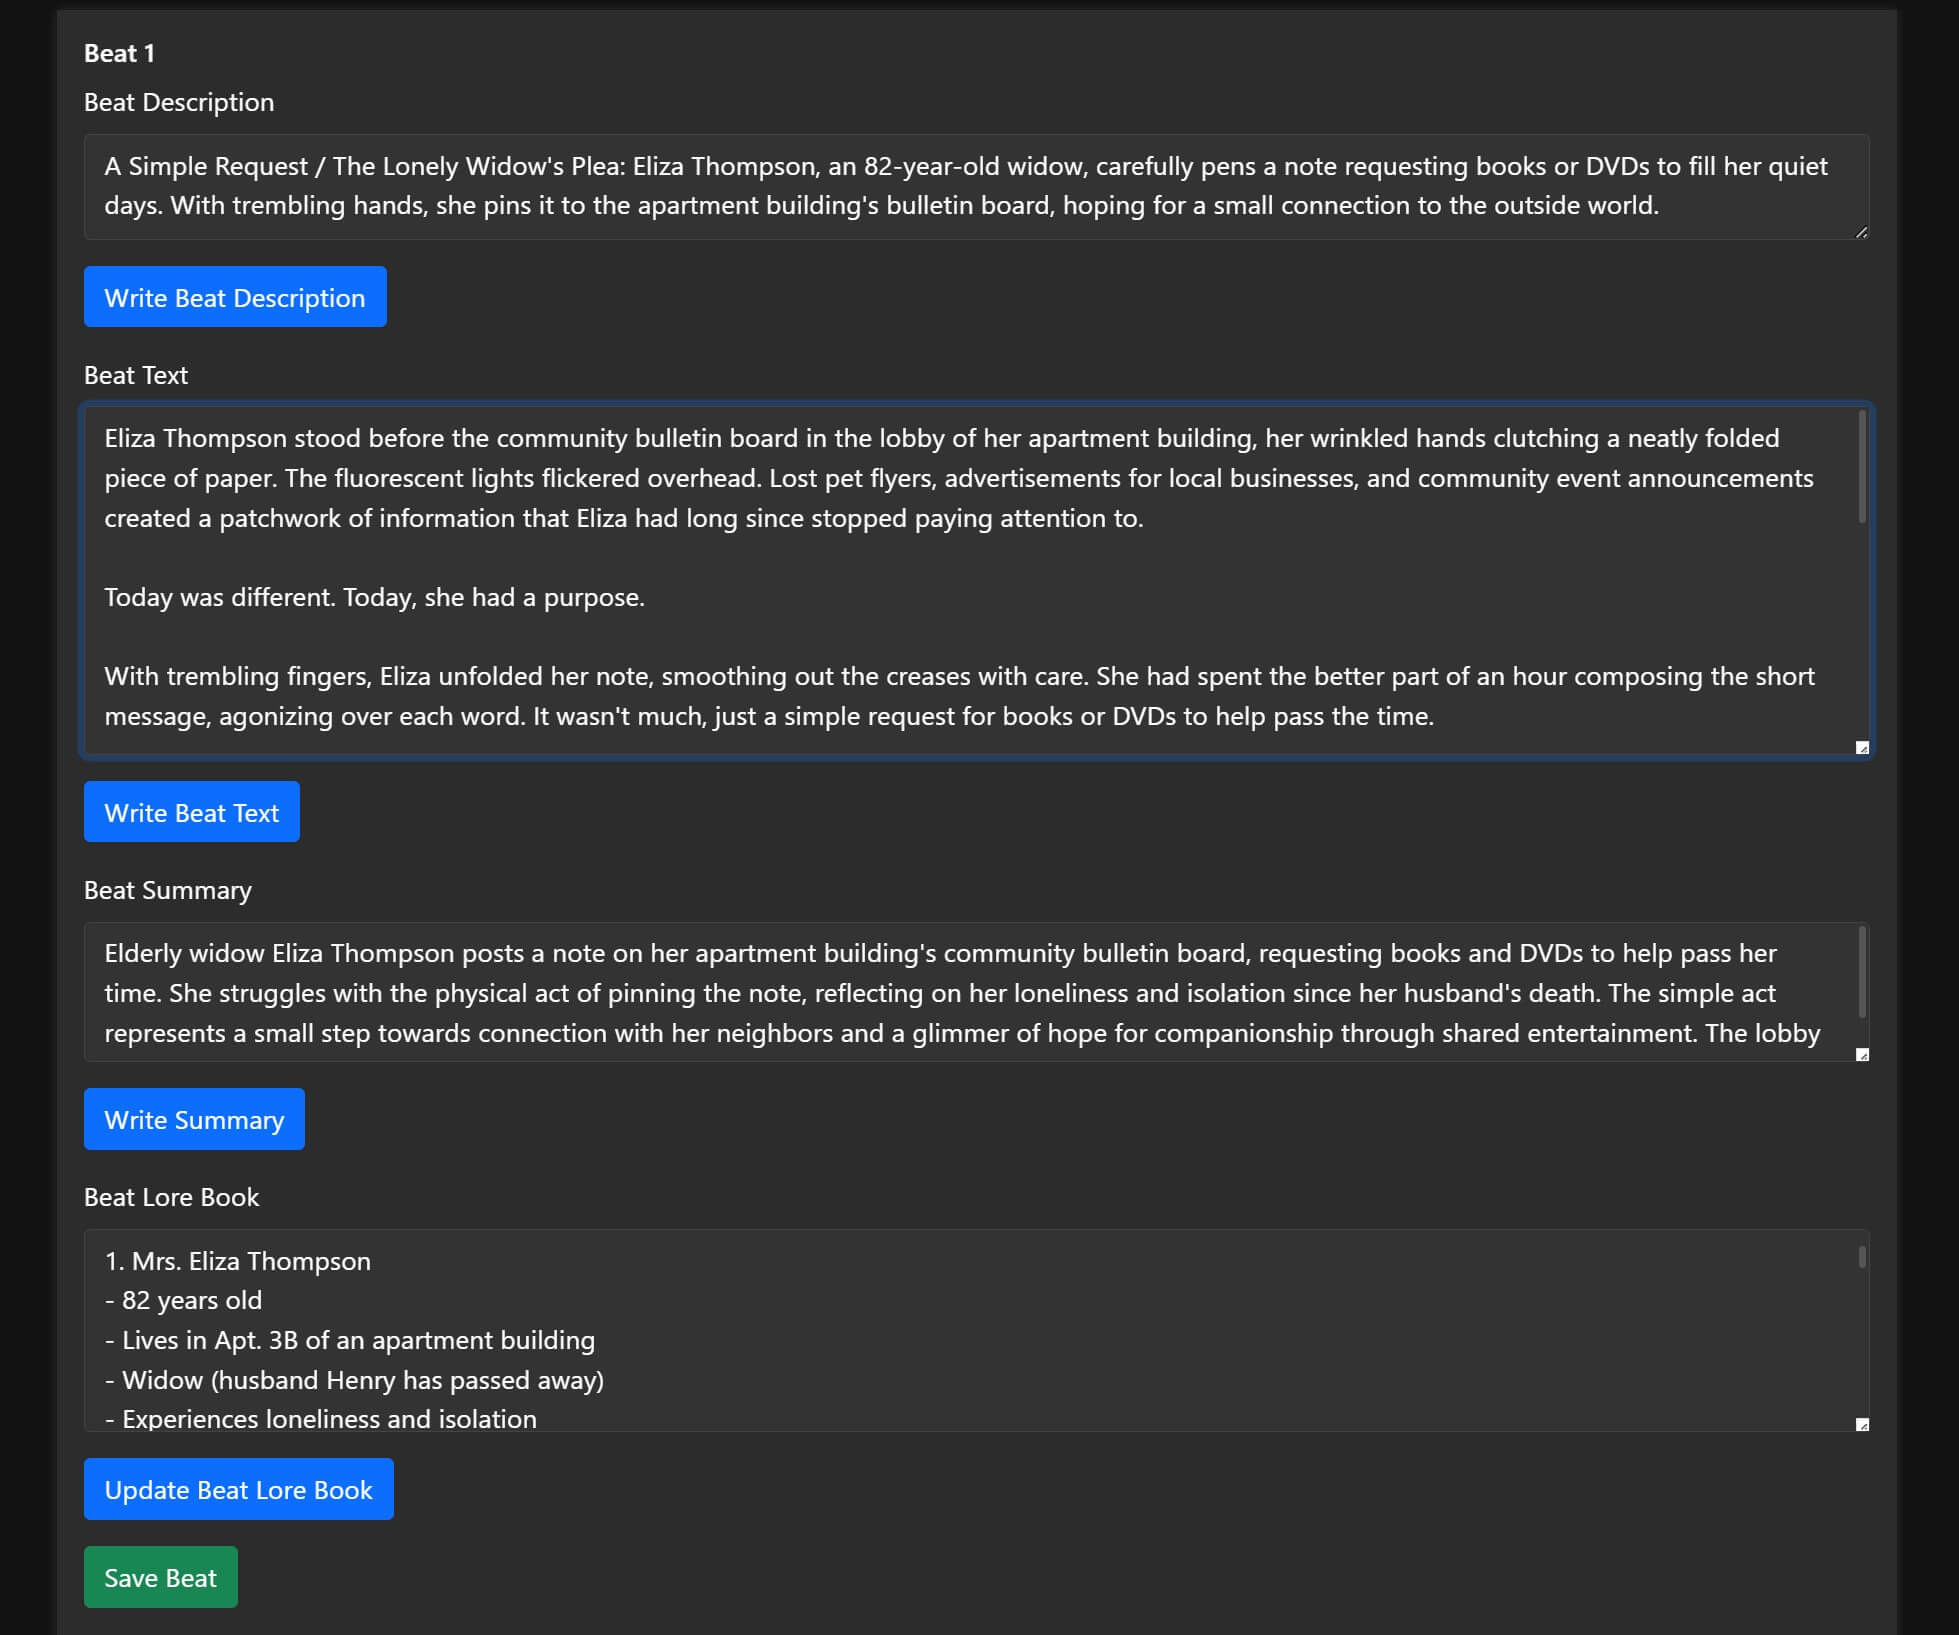 Beat 1
Beat Description
A Simple Request / The Lonely Widow's Plea: Eliza Thompson, an 82-year-old widow, carefully pens a note requesting books or DVDs to fill her quiet
days. With trembling hands, she pins it to the apartment building's bulletin board, hoping for a small connection to the outside world.
Write Beat Description
Beat Text
Eliza Thompson stood before the community bulletin board in the lobby of her apartment building, her wrinkled hands clutching a neatly folded
piece of paper. The fluorescent lights flickered overhead. Lost pet flyers, advertisements for local businesses, and community event announcements
created a patchwork of information that Eliza had long since stopped paying attention to.
Today was different. Today, she had a purpose.
With trembling fingers, Eliza unfolded her note, smoothing out the creases with care. She had spent the better part of an hour composing the short
message, agonizing over each word. It wasn't much, just a simple request for books or DVDs to help pass the time.
Write Beat Text
Beat Summary
Elderly widow Eliza Thompson posts a note on her apartment building's community bulletin board, requesting books and DVDs to help pass her
time. She struggles with the physical act of pinning the note, reflecting on her loneliness and isolation since her husband's death. The simple act
represents a small step towards connection with her neighbors and a glimmer of hope for companionship through shared entertainment. The lobby
Write Summary
Beat Lore Book
1. Mrs. Eliza Thompson
- 82 years old
- Lives in Apt. 3B of an apartment building
- Widow (husband Henry has passed away)
- Experiences loneliness and isolation
Update Beat Lore Book
Save Beat